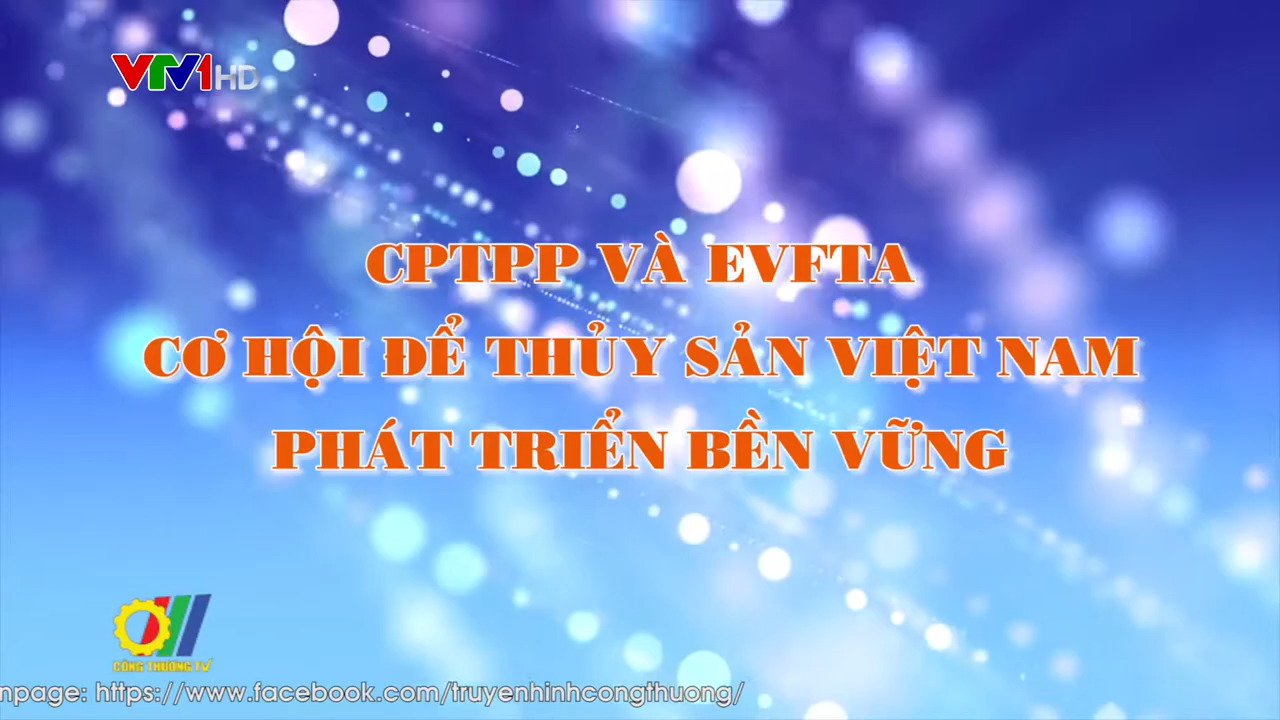 VTV1HD
CPTPP VÀ EVFTA
CƠ HỘI ĐỂ THỦY SẢN VIỆT NAM
PHÁT TRIỂN BỀN VỮNG
CÔNG THƯƠNG TV
npage: https://www.facebook.com/truyenhinhcongthuong/